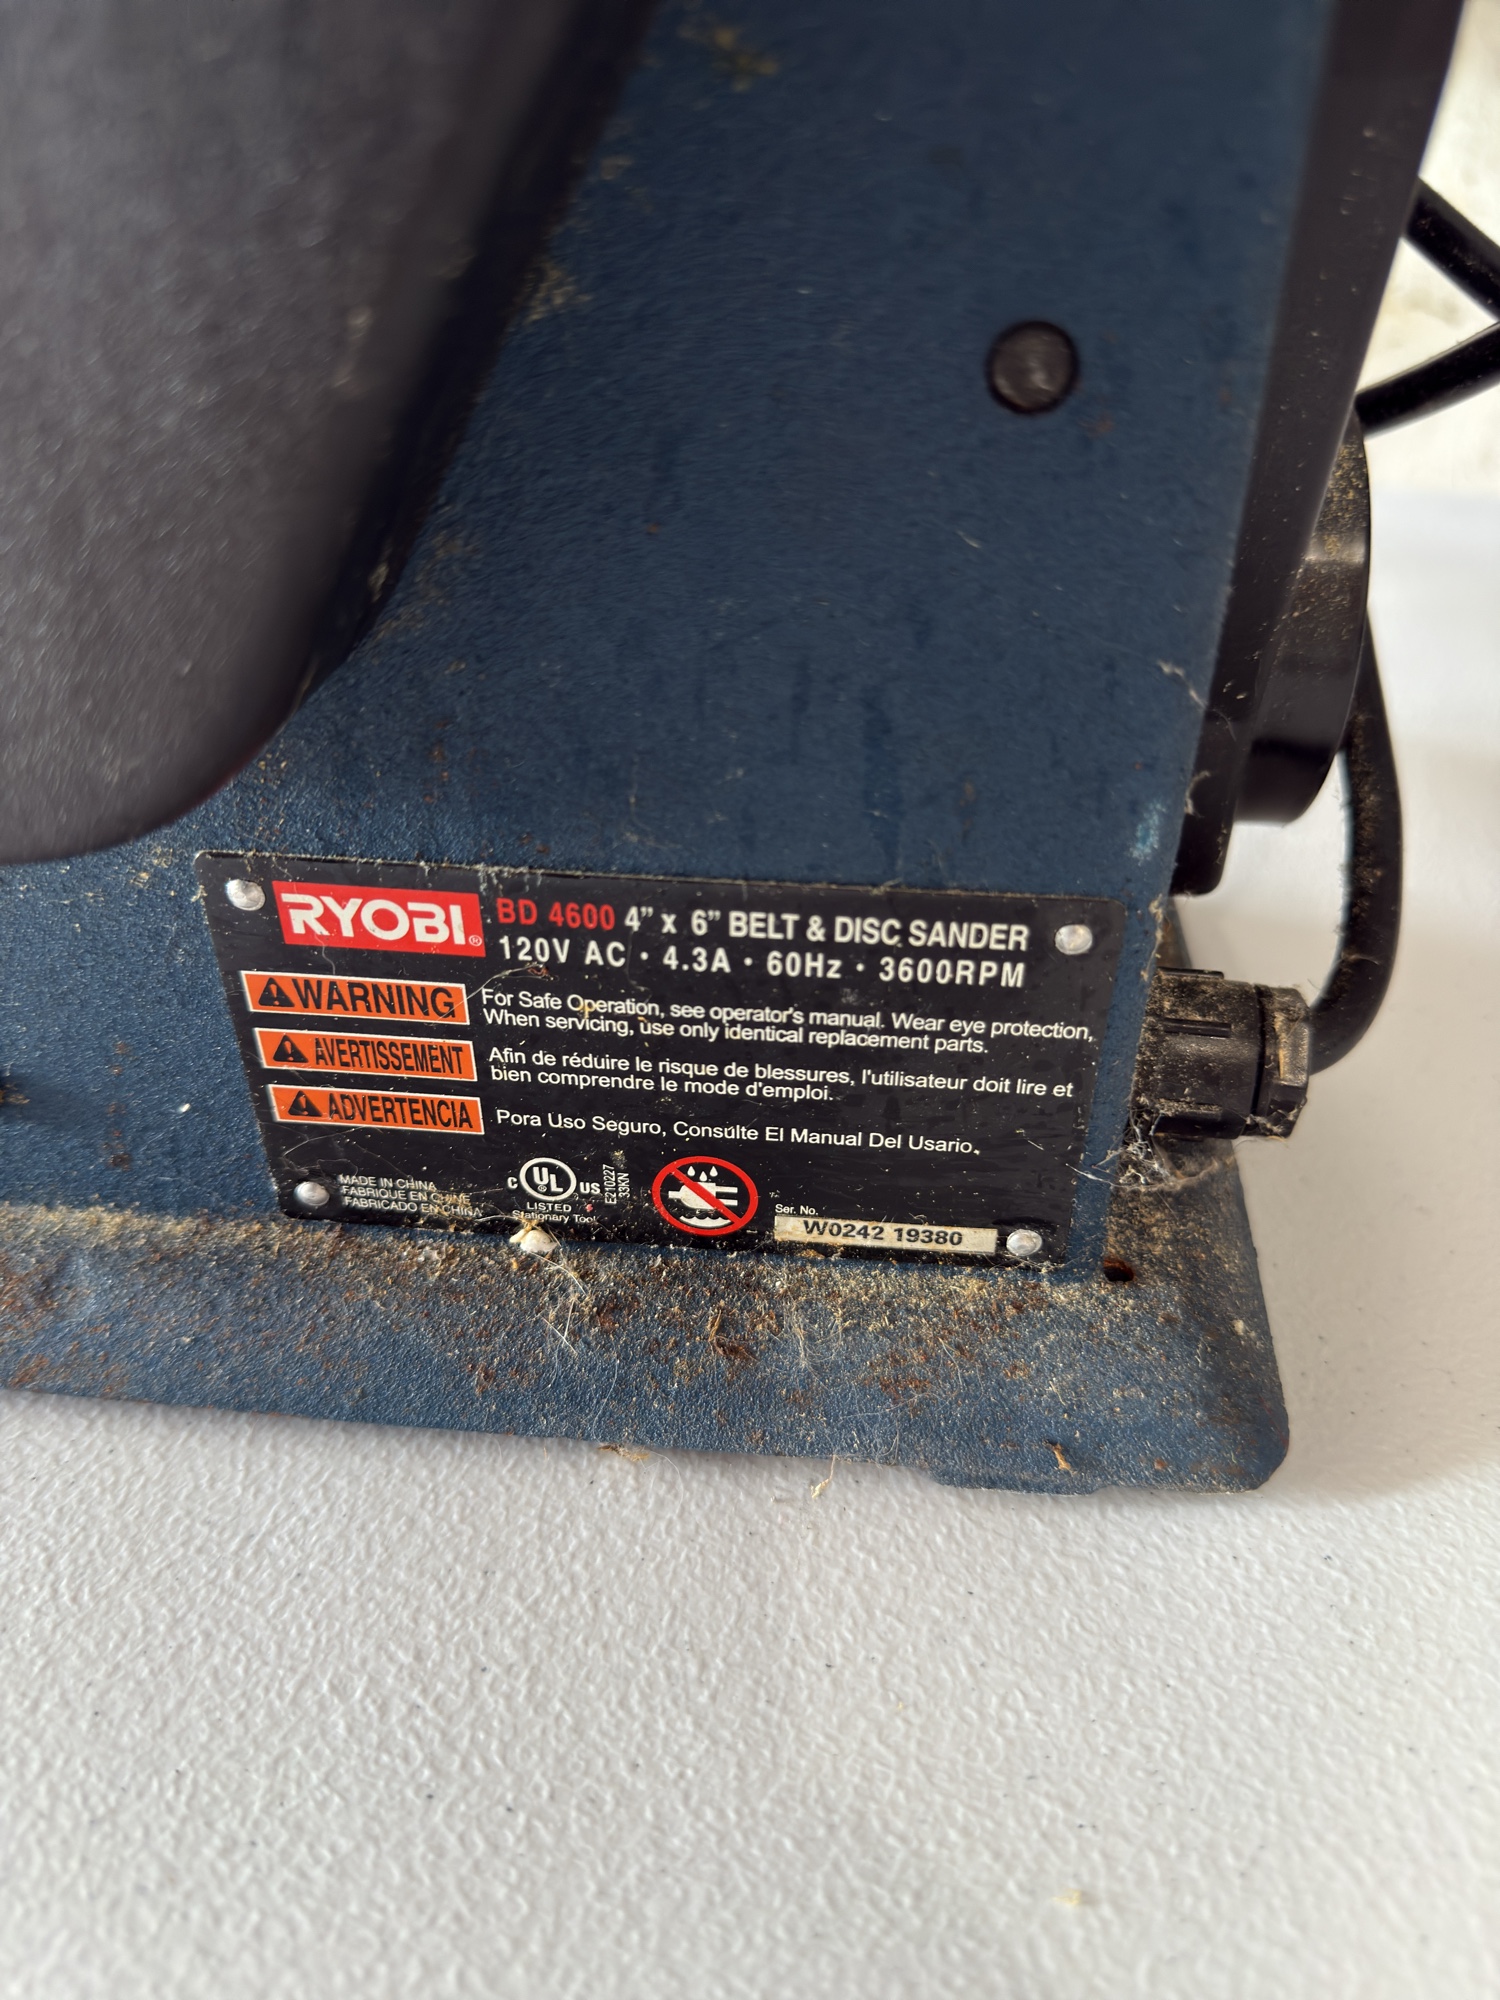 RYOBI® BD 4600 4” x 6” BELT & DISC SANDER
120V AC • 4.3A • 60Hz • 3600RPM
WARNING
For Safe Operation, see operator's manual. Wear eye protection,
When servicing, use only identical replacement parts.
AVERTISSEMENT
Afin de réduire le risque de blessures, l'utilisateur doit lire et
bien comprendre le mode d'emploi.
ADVERTENCIA
Pora Uso Seguro, Consulte El Manual Del Usario.
MADE IN CHINA
FABRIQUE EN CHINE
FABRICADO EN CHINA
C UL® US
LISTED
Stationary Tool
E210227
33KN
Ser. No.
W0242 19380